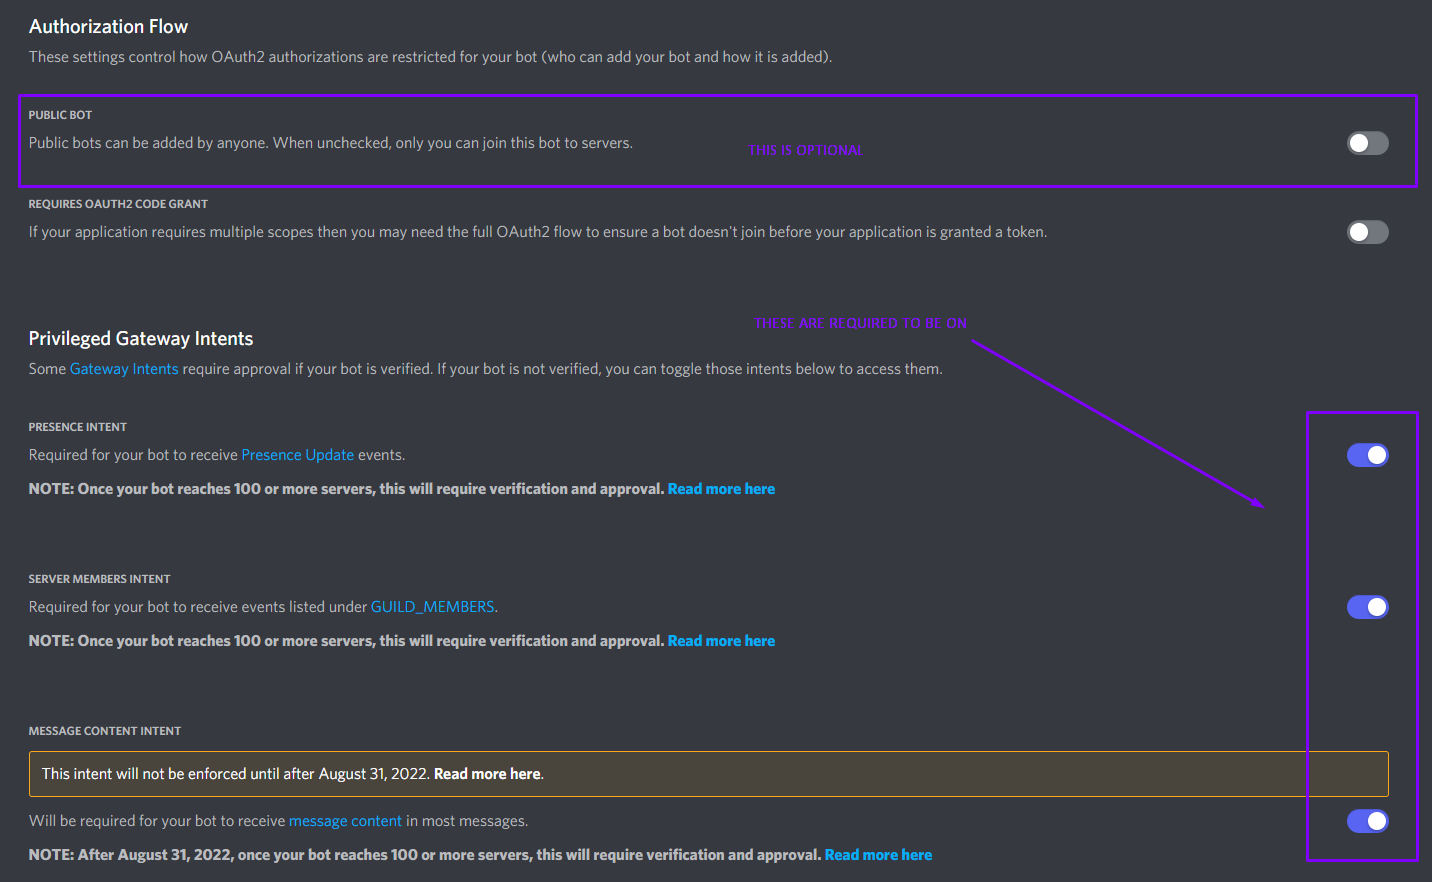 Authorization Flow
These settings control how OAuth2 authorizations are restricted for your bot (who can add your bot and how it is added).
PUBLIC BOT
Public bots can be added by anyone. When unchecked, only you can join this bot to servers.
THIS IS OPTIONAL
REQUIRES OAUTH2 CODE GRANT
If your application requires multiple scopes then you may need the full OAuth2 flow to ensure a bot doesn't join before your application is granted a token.
THESE ARE REQUIRED TO BE ON
Privileged Gateway Intents
Some Gateway Intents require approval if your bot is verified. If your bot is not verified, you can toggle those intents below to access them.
PRESENCE INTENT
Required for your bot to receive Presence Update events.
NOTE: Once your bot reaches 100 or more servers, this will require verification and approval. Read more here
SERVER MEMBERS INTENT
Required for your bot to receive events listed under GUILD_MEMBERS.
NOTE: Once your bot reaches 100 or more servers, this will require verification and approval. Read more here
MESSAGE CONTENT INTENT
This intent will not be enforced until after August 31, 2022. Read more here.
Will be required for your bot to receive message content in most messages.
NOTE: After August 31, 2022, once your bot reaches 100 or more servers, this will require verification and approval. Read more here